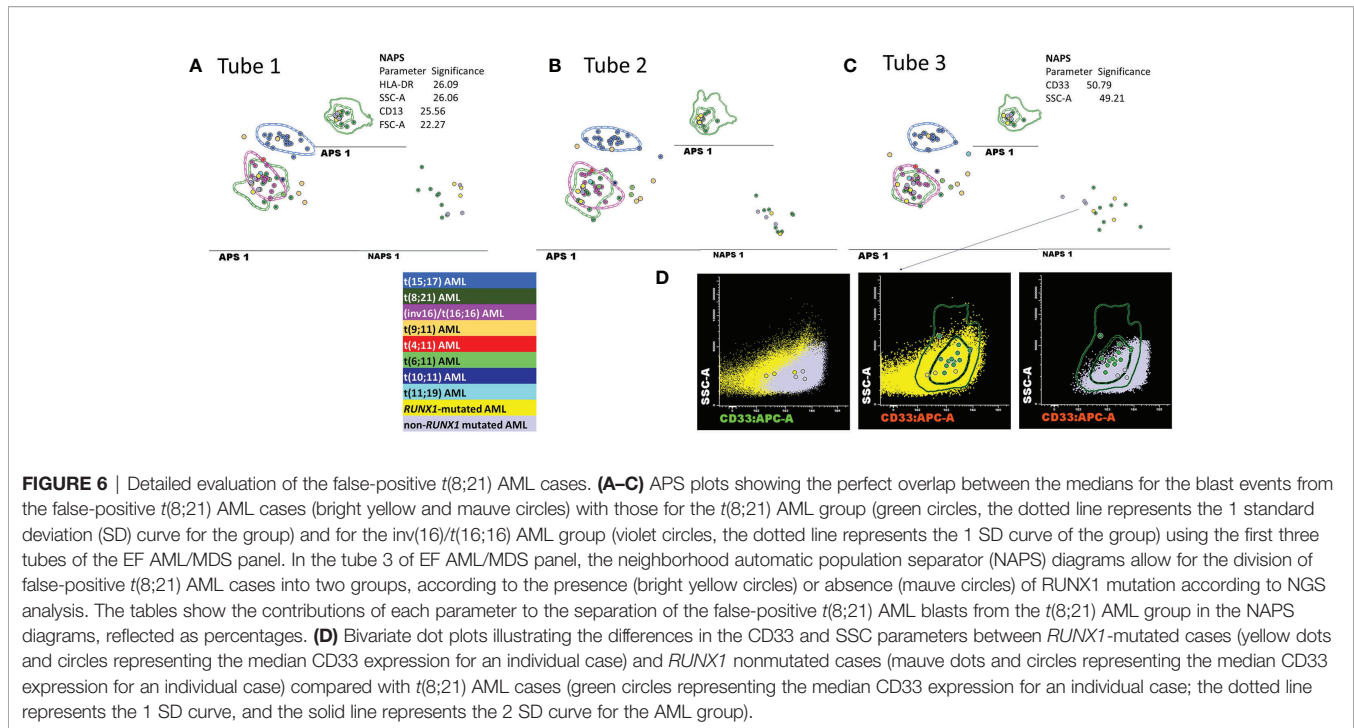 A Tube 1
NAPS
Parameter Significance
HLA-DR 26.09
SSC-A 26.06
CD13 25.56
FSC-A 22.27
APS 1
APS 1
NAPS 1
B Tube 2
APS 1
APS 1
NAPS 1
C Tube 3
NAPS
Parameter Significance
CD33 50.79
SSC-A 49.21
APS 1
APS 1
NAPS 1
t(15;17) AML
t(8;21) AML
(inv16)/t(16;16) AML
t(9;11) AML
t(4;11) AML
t(6;11) AML
t(10;11) AML
t(11;19) AML
RUNX1-mutated AML
non-RUNX1 mutated AML
D
SSC-A
CD33:APC-A
SSC-A
CD33:APC-A
SSC-A
CD33:APC-A
FIGURE 6 | Detailed evaluation of the false-positive t(8;21) AML cases. (A–C) APS plots showing the perfect overlap between the medians for the blast events from
the false-positive t(8;21) AML cases (bright yellow and mauve circles) with those for the t(8;21) AML group (green circles, the dotted line represents the 1 standard
deviation (SD) curve for the group) and for the inv(16)/t(16;16) AML group (violet circles, the dotted line represents the 1 SD curve of the group) using the first three
tubes of the EF AML/MDS panel. In the tube 3 of EF AML/MDS panel, the neighborhood automatic population separator (NAPS) diagrams allow for the division of
false-positive t(8;21) AML cases into two groups, according to the presence (bright yellow circles) or absence (mauve circles) of RUNX1 mutation according to NGS
analysis. The tables show the contributions of each parameter to the separation of the false-positive t(8;21) AML blasts from the t(8;21) AML group in the NAPS
diagrams, reflected as percentages. (D) Bivariate dot plots illustrating the differences in the CD33 and SSC parameters between RUNX1-mutated cases (yellow dots
and circles representing the median CD33 expression for an individual case) and RUNX1 nonmutated cases (mauve dots and circles representing the median CD33
expression for an individual case) compared with t(8;21) AML cases (green circles representing the median CD33 expression for an individual case; the dotted line
represents the 1 SD curve, and the solid line represents the 2 SD curve for the AML group).